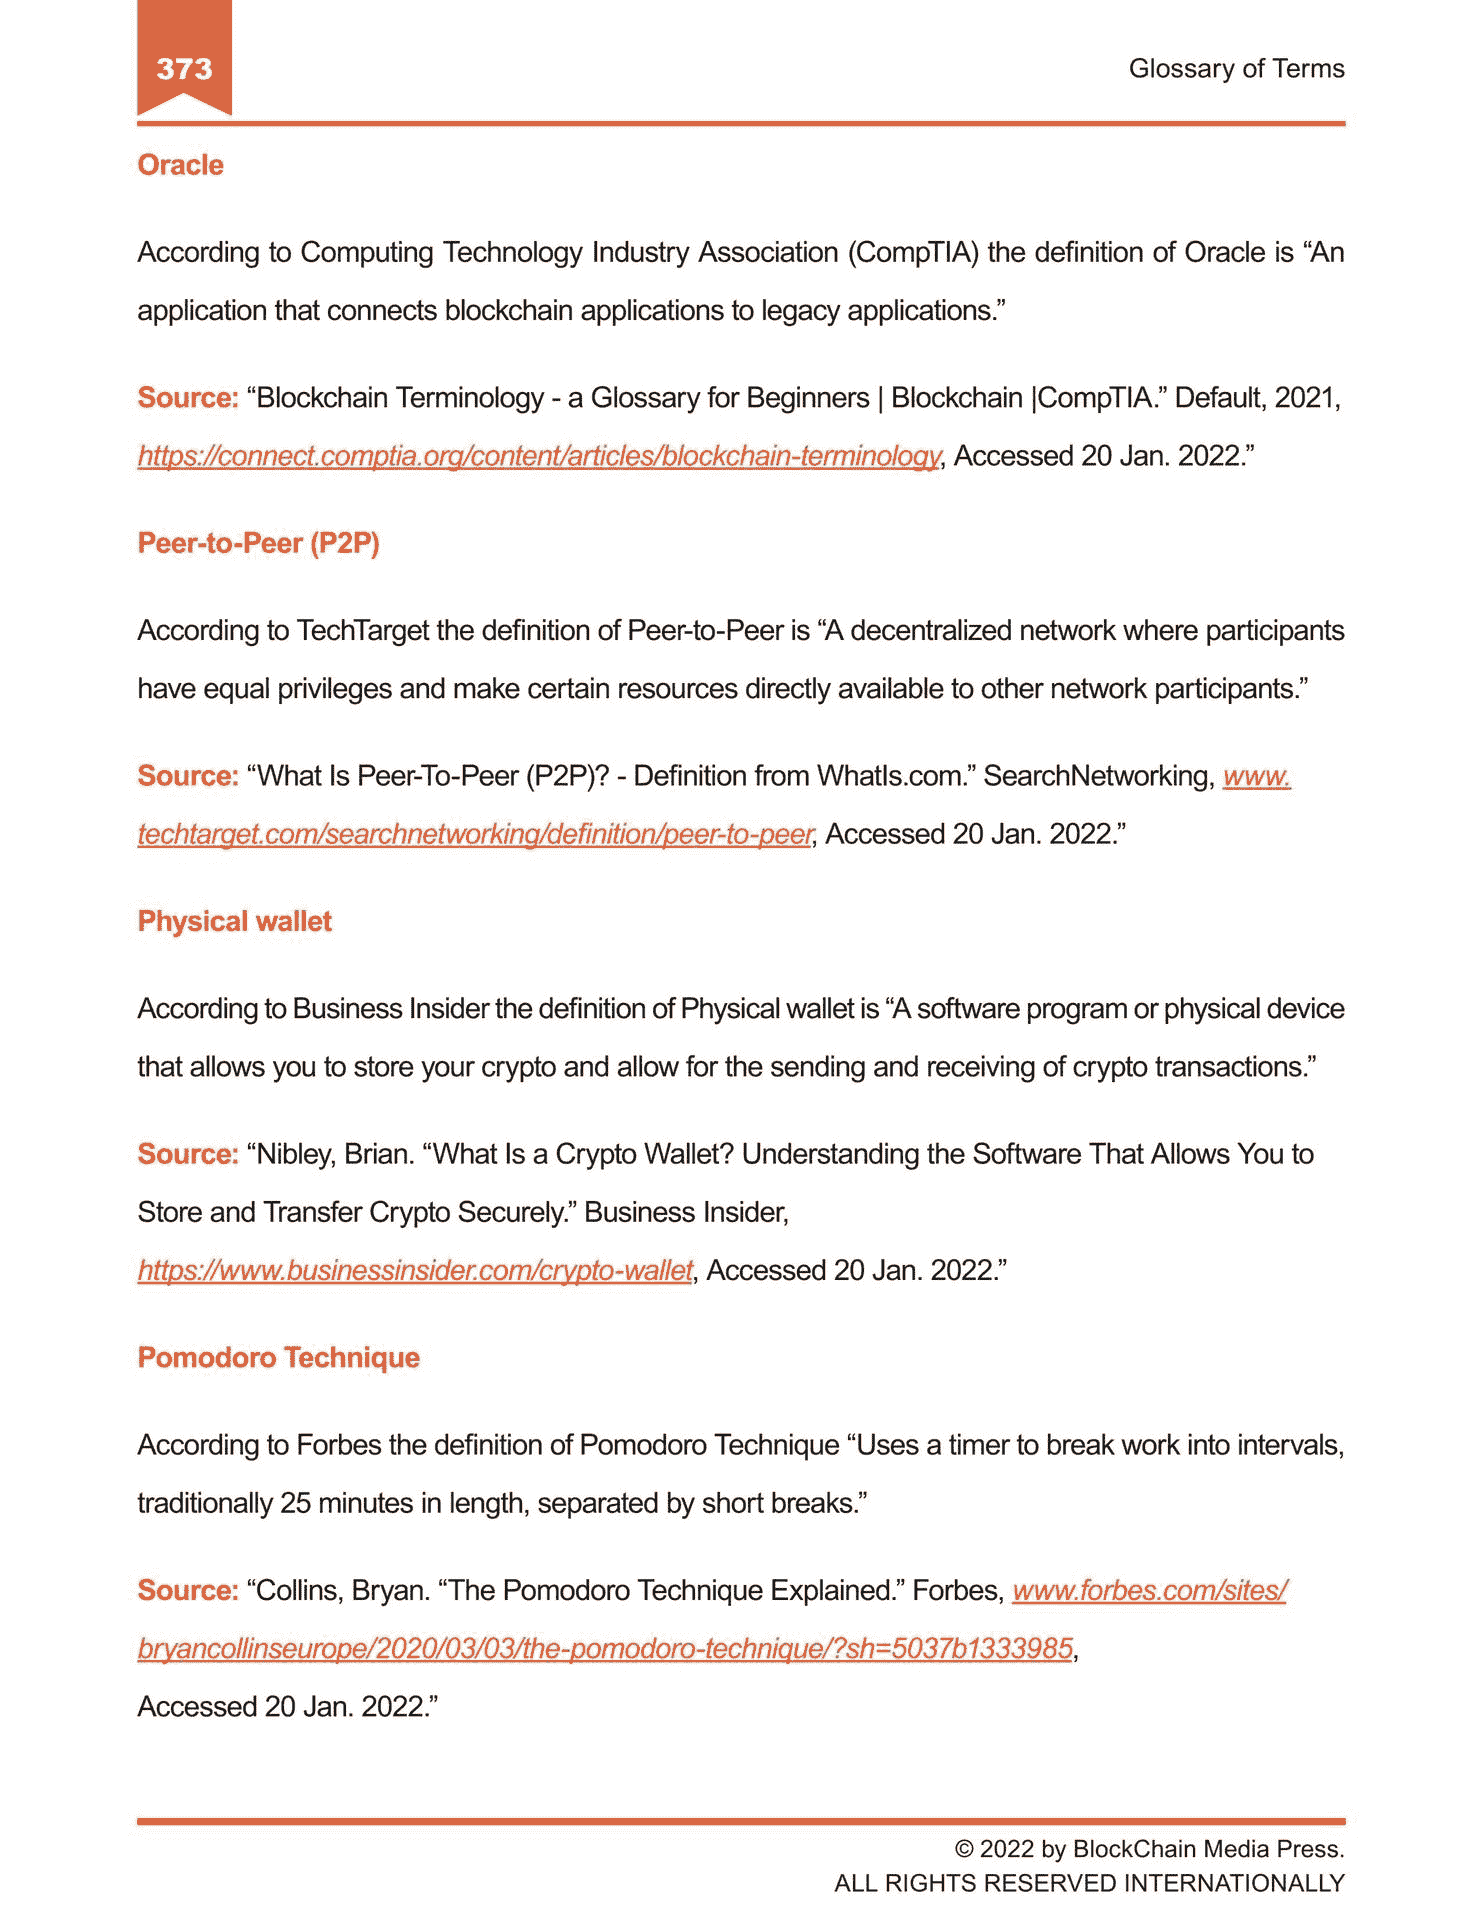 373
Glossary of Terms
Oracle
According to Computing Technology Industry Association (CompTIA) the definition of Oracle is “An
application that connects blockchain applications to legacy applications.”
Source: “Blockchain Terminology - a Glossary for Beginners | Blockchain |CompTIA.” Default, 2021,
https://connect.comptia.org/content/articles/blockchain-terminology, Accessed 20 Jan. 2022.”
Peer-to-Peer (P2P)
According to TechTarget the definition of Peer-to-Peer is “A decentralized network where participants
have equal privileges and make certain resources directly available to other network participants.”
Source: “What Is Peer-To-Peer (P2P)? - Definition from WhatIs.com.” SearchNetworking, www.
techtarget.com/searchnetworking/definition/peer-to-peer, Accessed 20 Jan. 2022.”
Physical wallet
According to Business Insider the definition of Physical wallet is “A software program or physical device
that allows you to store your crypto and allow for the sending and receiving of crypto transactions.”
Source: “Nibley, Brian. “What Is a Crypto Wallet? Understanding the Software That Allows You to
Store and Transfer Crypto Securely.” Business Insider,
https://www.businessinsider.com/crypto-wallet, Accessed 20 Jan. 2022.”
Pomodoro Technique
According to Forbes the definition of Pomodoro Technique “Uses a timer to break work into intervals,
traditionally 25 minutes in length, separated by short breaks.”
Source: “Collins, Bryan. “The Pomodoro Technique Explained.” Forbes, www.forbes.com/sites/
bryancollinseurope/2020/03/03/the-pomodoro-technique/?sh=5037b1333985,
Accessed 20 Jan. 2022.”
© 2022 by BlockChain Media Press.
ALL RIGHTS RESERVED INTERNATIONALLY